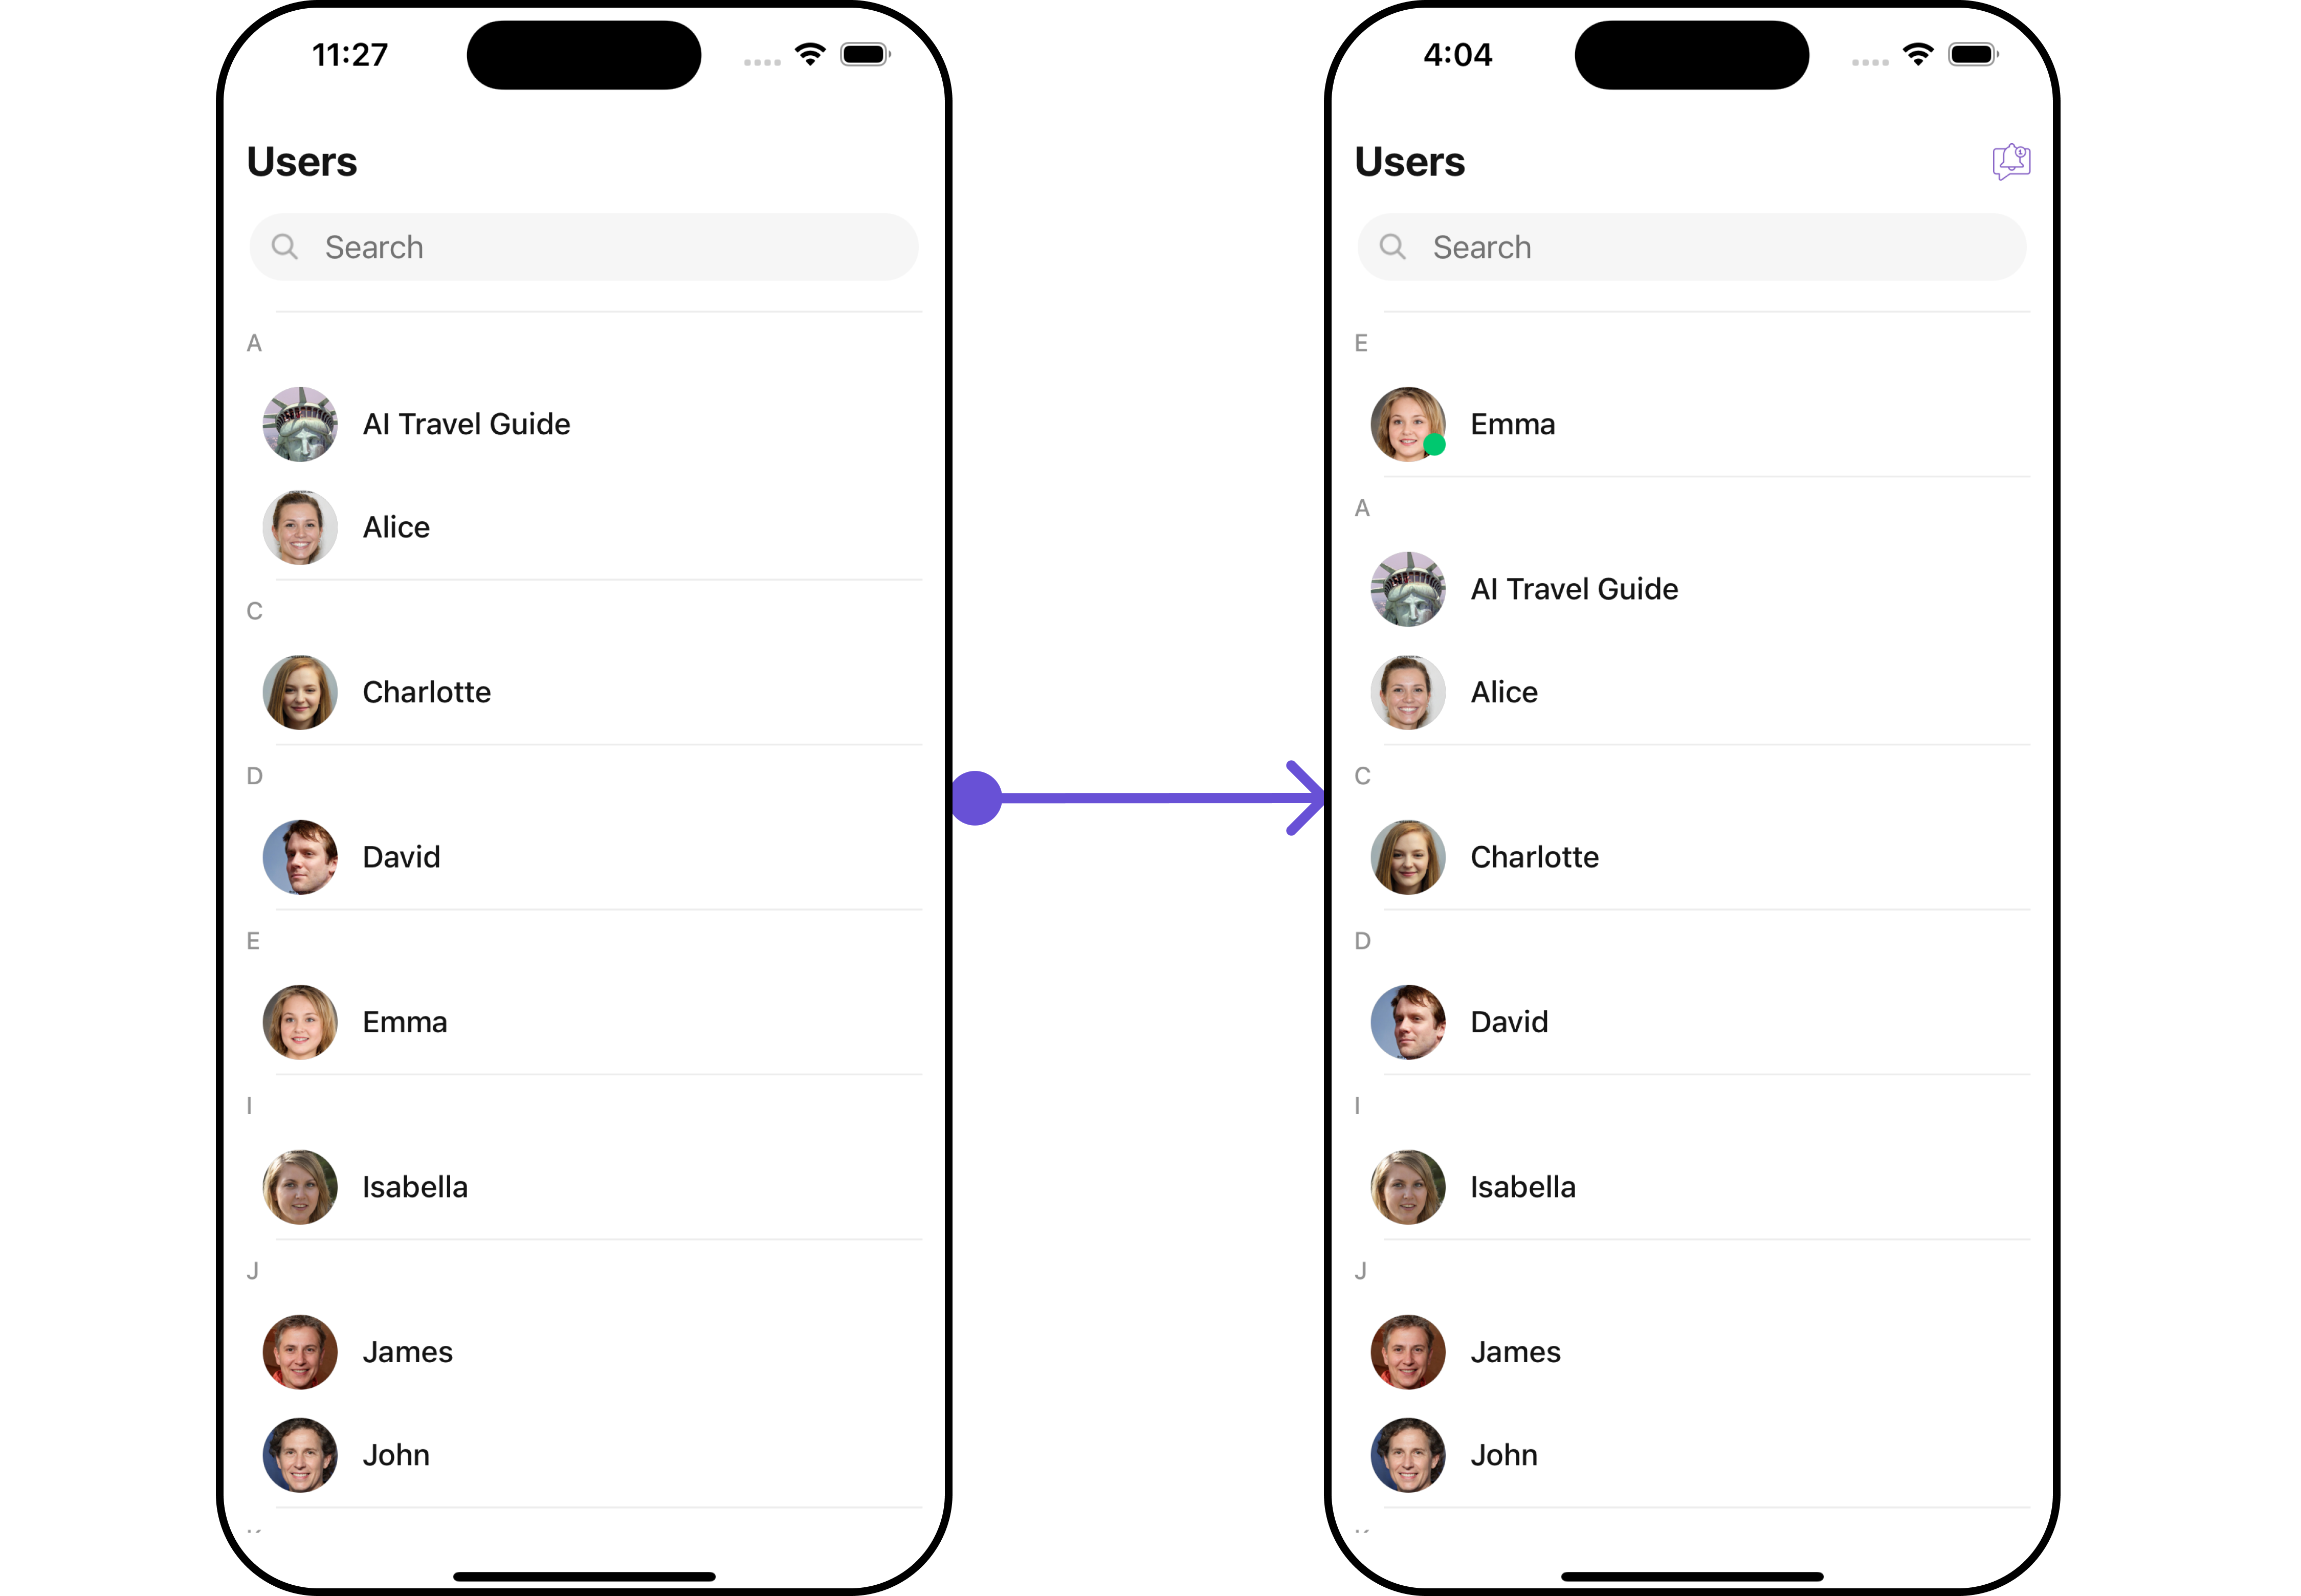 11:27
Users
Search
A
AI Travel Guide
Alice
C
Charlotte
D
David
E
Emma
I
Isabella
J
James
John
4:04
Users
1
Search
E
Emma
A
AI Travel Guide
Alice
C
Charlotte
D
David
I
Isabella
J
James
John